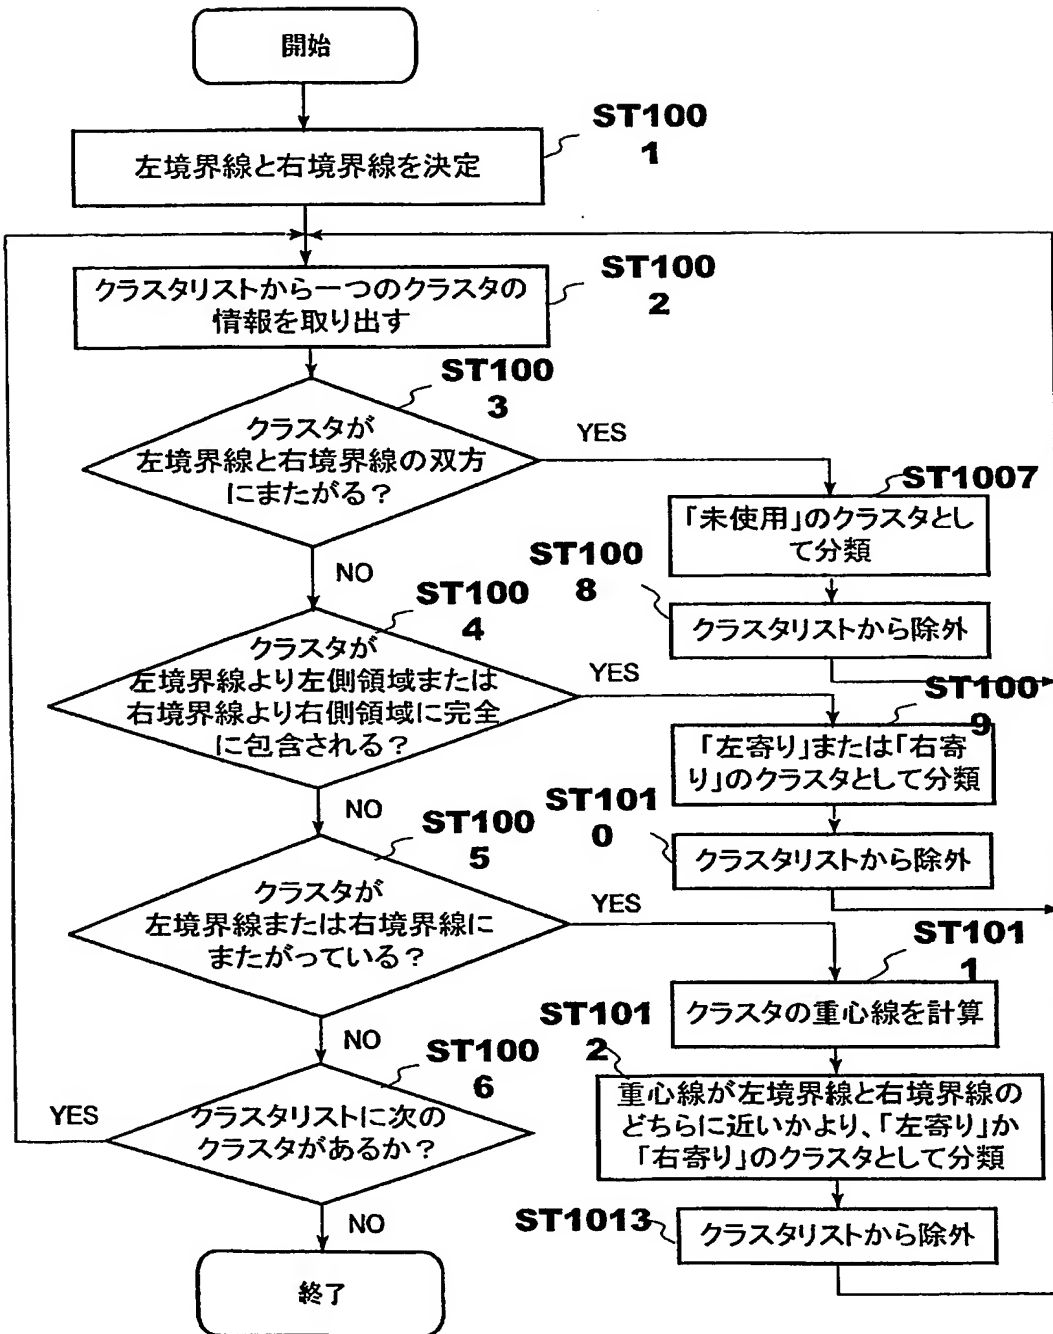 開始
ST100
1
左境界線と右境界線を決定
ST100
2
クラスタリストから一つのクラスタの
情報を取り出す
ST100
3
クラスタが
左境界線と右境界線の双方
にまたがる?
YES
NO
ST1007
「未使用」のクラスタとし
て分類
ST100
8
クラスタリストから除外
ST100
4
クラスタが
左境界線より左側領域または
右境界線より右側領域に完全
に包含される?
YES
NO
ST100
9
「左寄り」または「右寄
り」のクラスタとして分類
ST101
0
クラスタリストから除外
ST100
5
クラスタが
左境界線または右境界線に
またがっている?
YES
NO
ST101
1
クラスタの重心線を計算
ST101
2
重心線が左境界線と右境界線の
どちらに近いかより、「左寄り」か
「右寄り」のクラスタとして分類
ST1013
クラスタリストから除外
ST100
6
クラスタリストに次の
クラスタがあるか?
YES
NO
終了